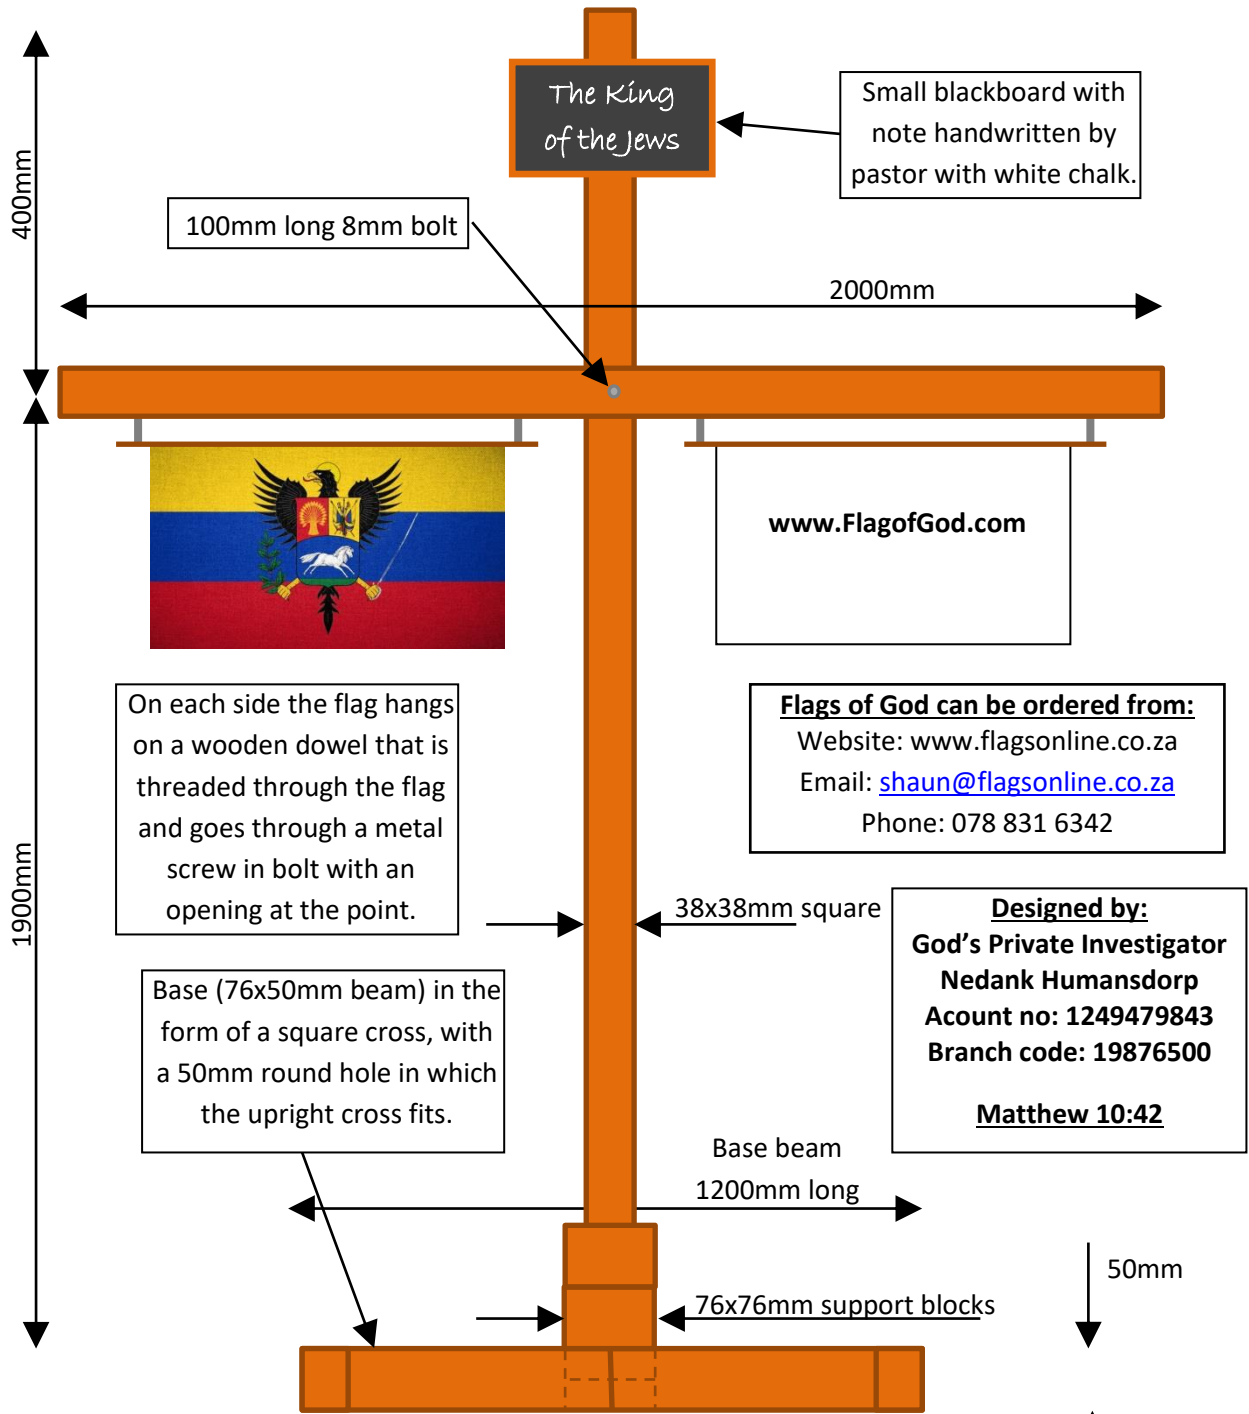 The King
of the Jews
Small blackboard with
note handwritten by
pastor with white chalk.
400mm
100mm long 8mm bolt
2000mm
www.FlagofGod.com
On each side the flag hangs
on a wooden dowel that is
threaded through the flag
and goes through a metal
screw in bolt with an
opening at the point.
Flags of God can be ordered from:
Website: www.flagsonline.co.za
Email: shaun@flagsonline.co.za
Phone: 078 831 6342
1900mm
38x38mm square
Designed by:
God's Private Investigator
Nedank Humansdorp
Acount no: 1249479843
Branch code: 19876500
Matthew 10:42
Base (76x50mm beam) in the
form of a square cross, with
a 50mm round hole in which
the upright cross fits.
Base beam
1200mm long
50mm
76x76mm support blocks